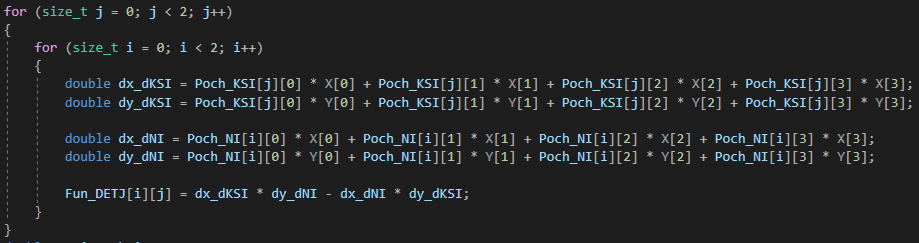 for (size_t j = 0; j < 2; j++)
{
for (size_t i = 0; i < 2; i++)
{
double dx_dKSI = Poch_KSI[j][0] * X[0] + Poch_KSI[j][1] * X[1] + Poch_KSI[j][2] * X[2] + Poch_KSI[j][3] * X[3];
double dy_dKSI = Poch_KSI[j][0] * Y[0] + Poch_KSI[j][1] * Y[1] + Poch_KSI[j][2] * Y[2] + Poch_KSI[j][3] * Y[3];
double dx_dNI = Poch_NI[i][0] * X[0] + Poch_NI[i][1] * X[1] + Poch_NI[i][2] * X[2] + Poch_NI[i][3] * X[3];
double dy_dNI = Poch_NI[i][0] * Y[0] + Poch_NI[i][1] * Y[1] + Poch_NI[i][2] * Y[2] + Poch_NI[i][3] * Y[3];
Fun_DETJ[i][j] = dx_dKSI * dy_dNI - dx_dNI * dy_dKSI;
}
}